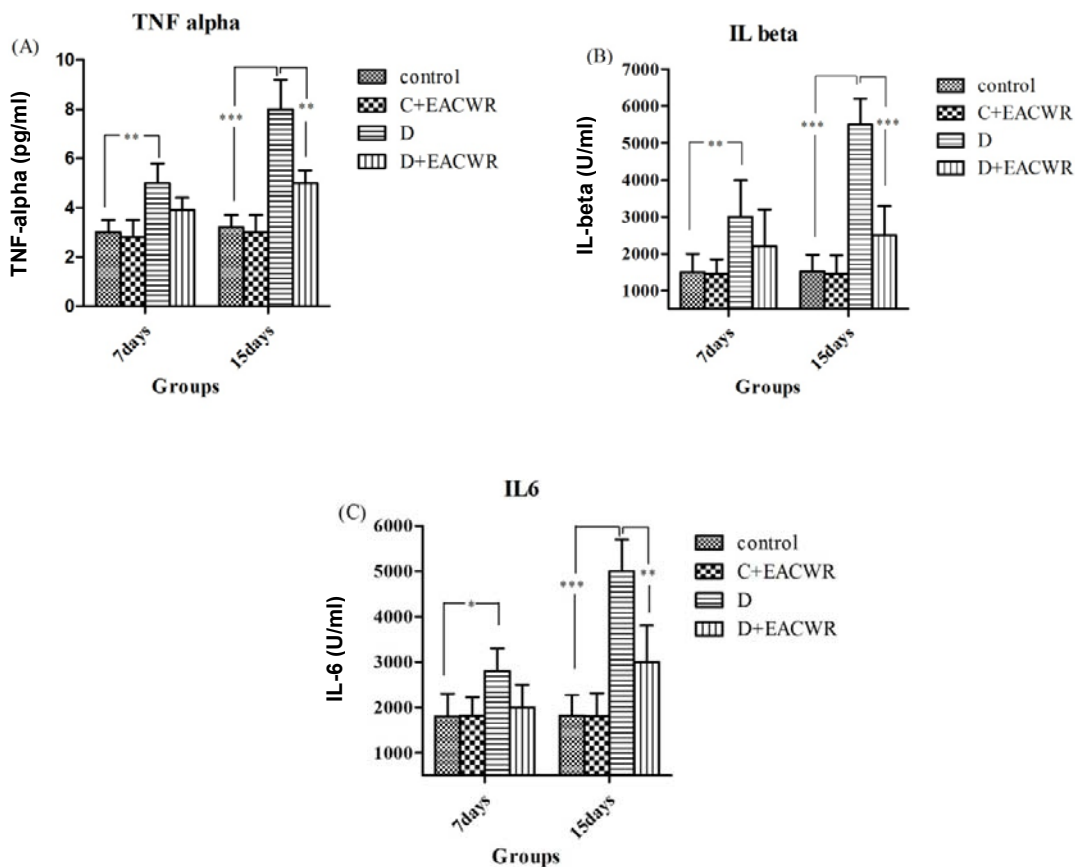 TNF alpha
(A)
TNF-alpha (pg/ml)
10
8
6
4
2
0
**
***
**
7days
15days
Groups
control
C+EACWR
D
D+EACWR
IL beta
(B)
IL-beta (U/ml)
7000
6000
5000
4000
3000
2000
1000
**
***
***
7days
15days
Groups
control
C+EACWR
D
D+EACWR
IL6
(C)
IL-6 (U/ml)
6000
5000
4000
3000
2000
1000
*
***
**
7days
15days
Groups
control
C+EACWR
D
D+EACWR